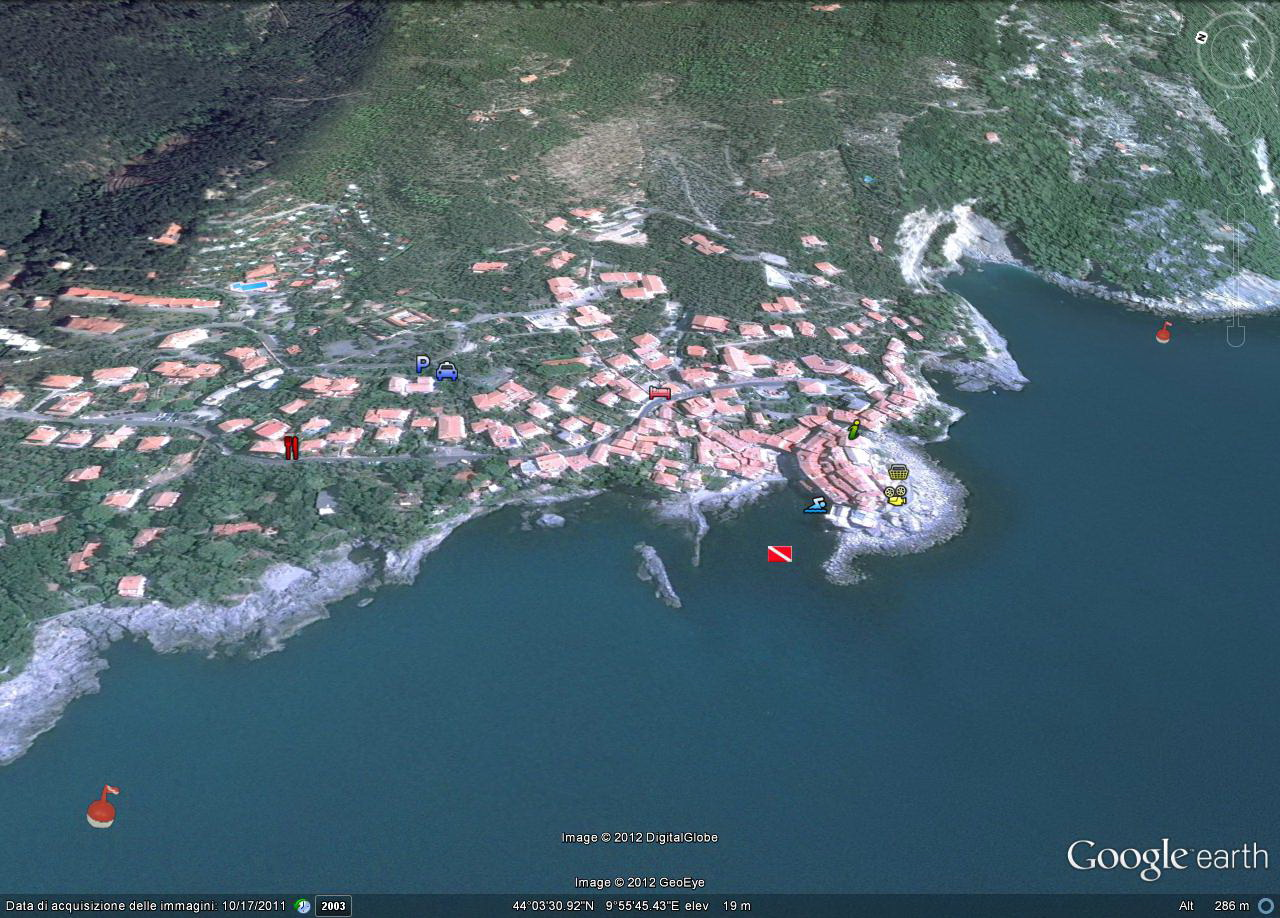 N
P
Image © 2012 DigitalGlobe
Google earth
Image © 2012 GeoEye
Data di acquisizione delle immagini: 10/17/2011 2003 44°03'30.92"N 9°55'45.43"E elev 19 m Alt 286 m